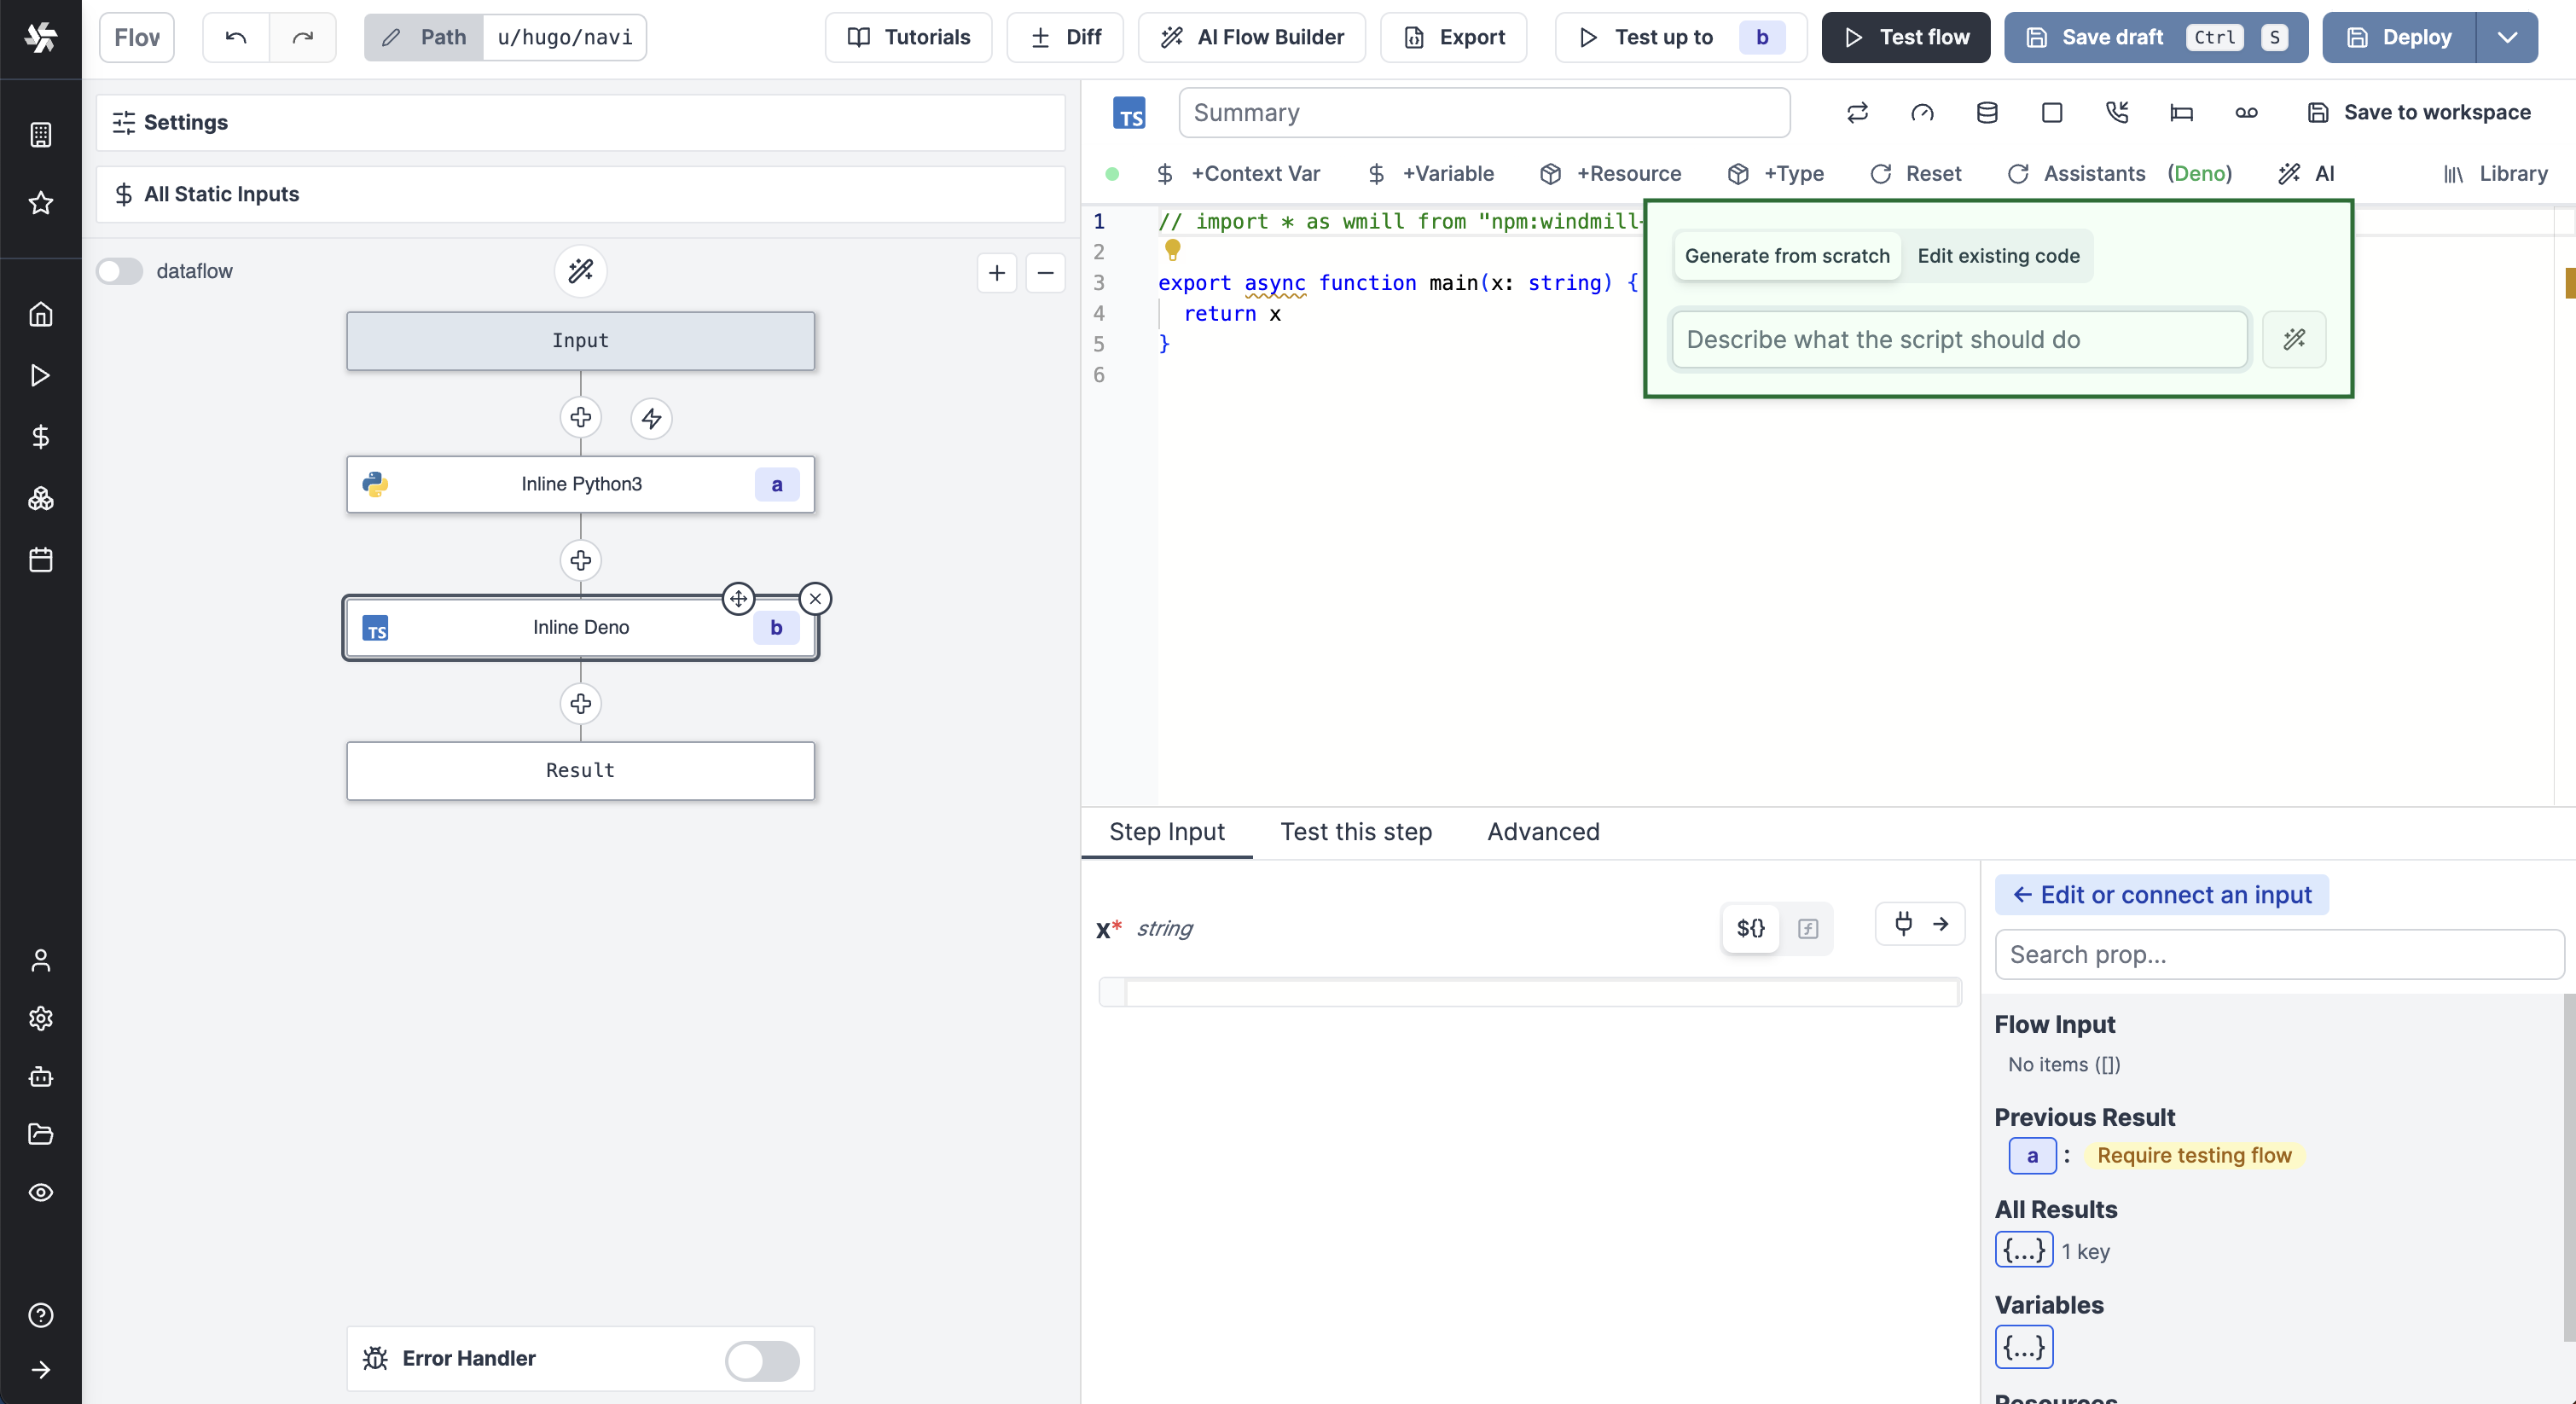 Flow
Path u/hugo/navi
Tutorials
Diff
AI Flow Builder
Export
Test up to b
Test flow
Save draft Ctrl S
Deploy
Settings
All Static Inputs
dataflow
Input
Inline Python3 a
TS Inline Deno b
Result
Error Handler
TS Summary
Save to workspace
+Context Var
+Variable
+Resource
+Type
Reset
Assistants (Deno)
AI
Library
1 // import * as wmill from "npm:windmill-
2
3 export async function main(x: string) {
4 return x
5 }
6
Generate from scratch Edit existing code
Describe what the script should do
Step Input Test this step Advanced
x* string
${}
Edit or connect an input
Search prop...
Flow Input
No items ([])
Previous Result
a : Require testing flow
All Results
{...} 1 key
Variables
{...}
Resources